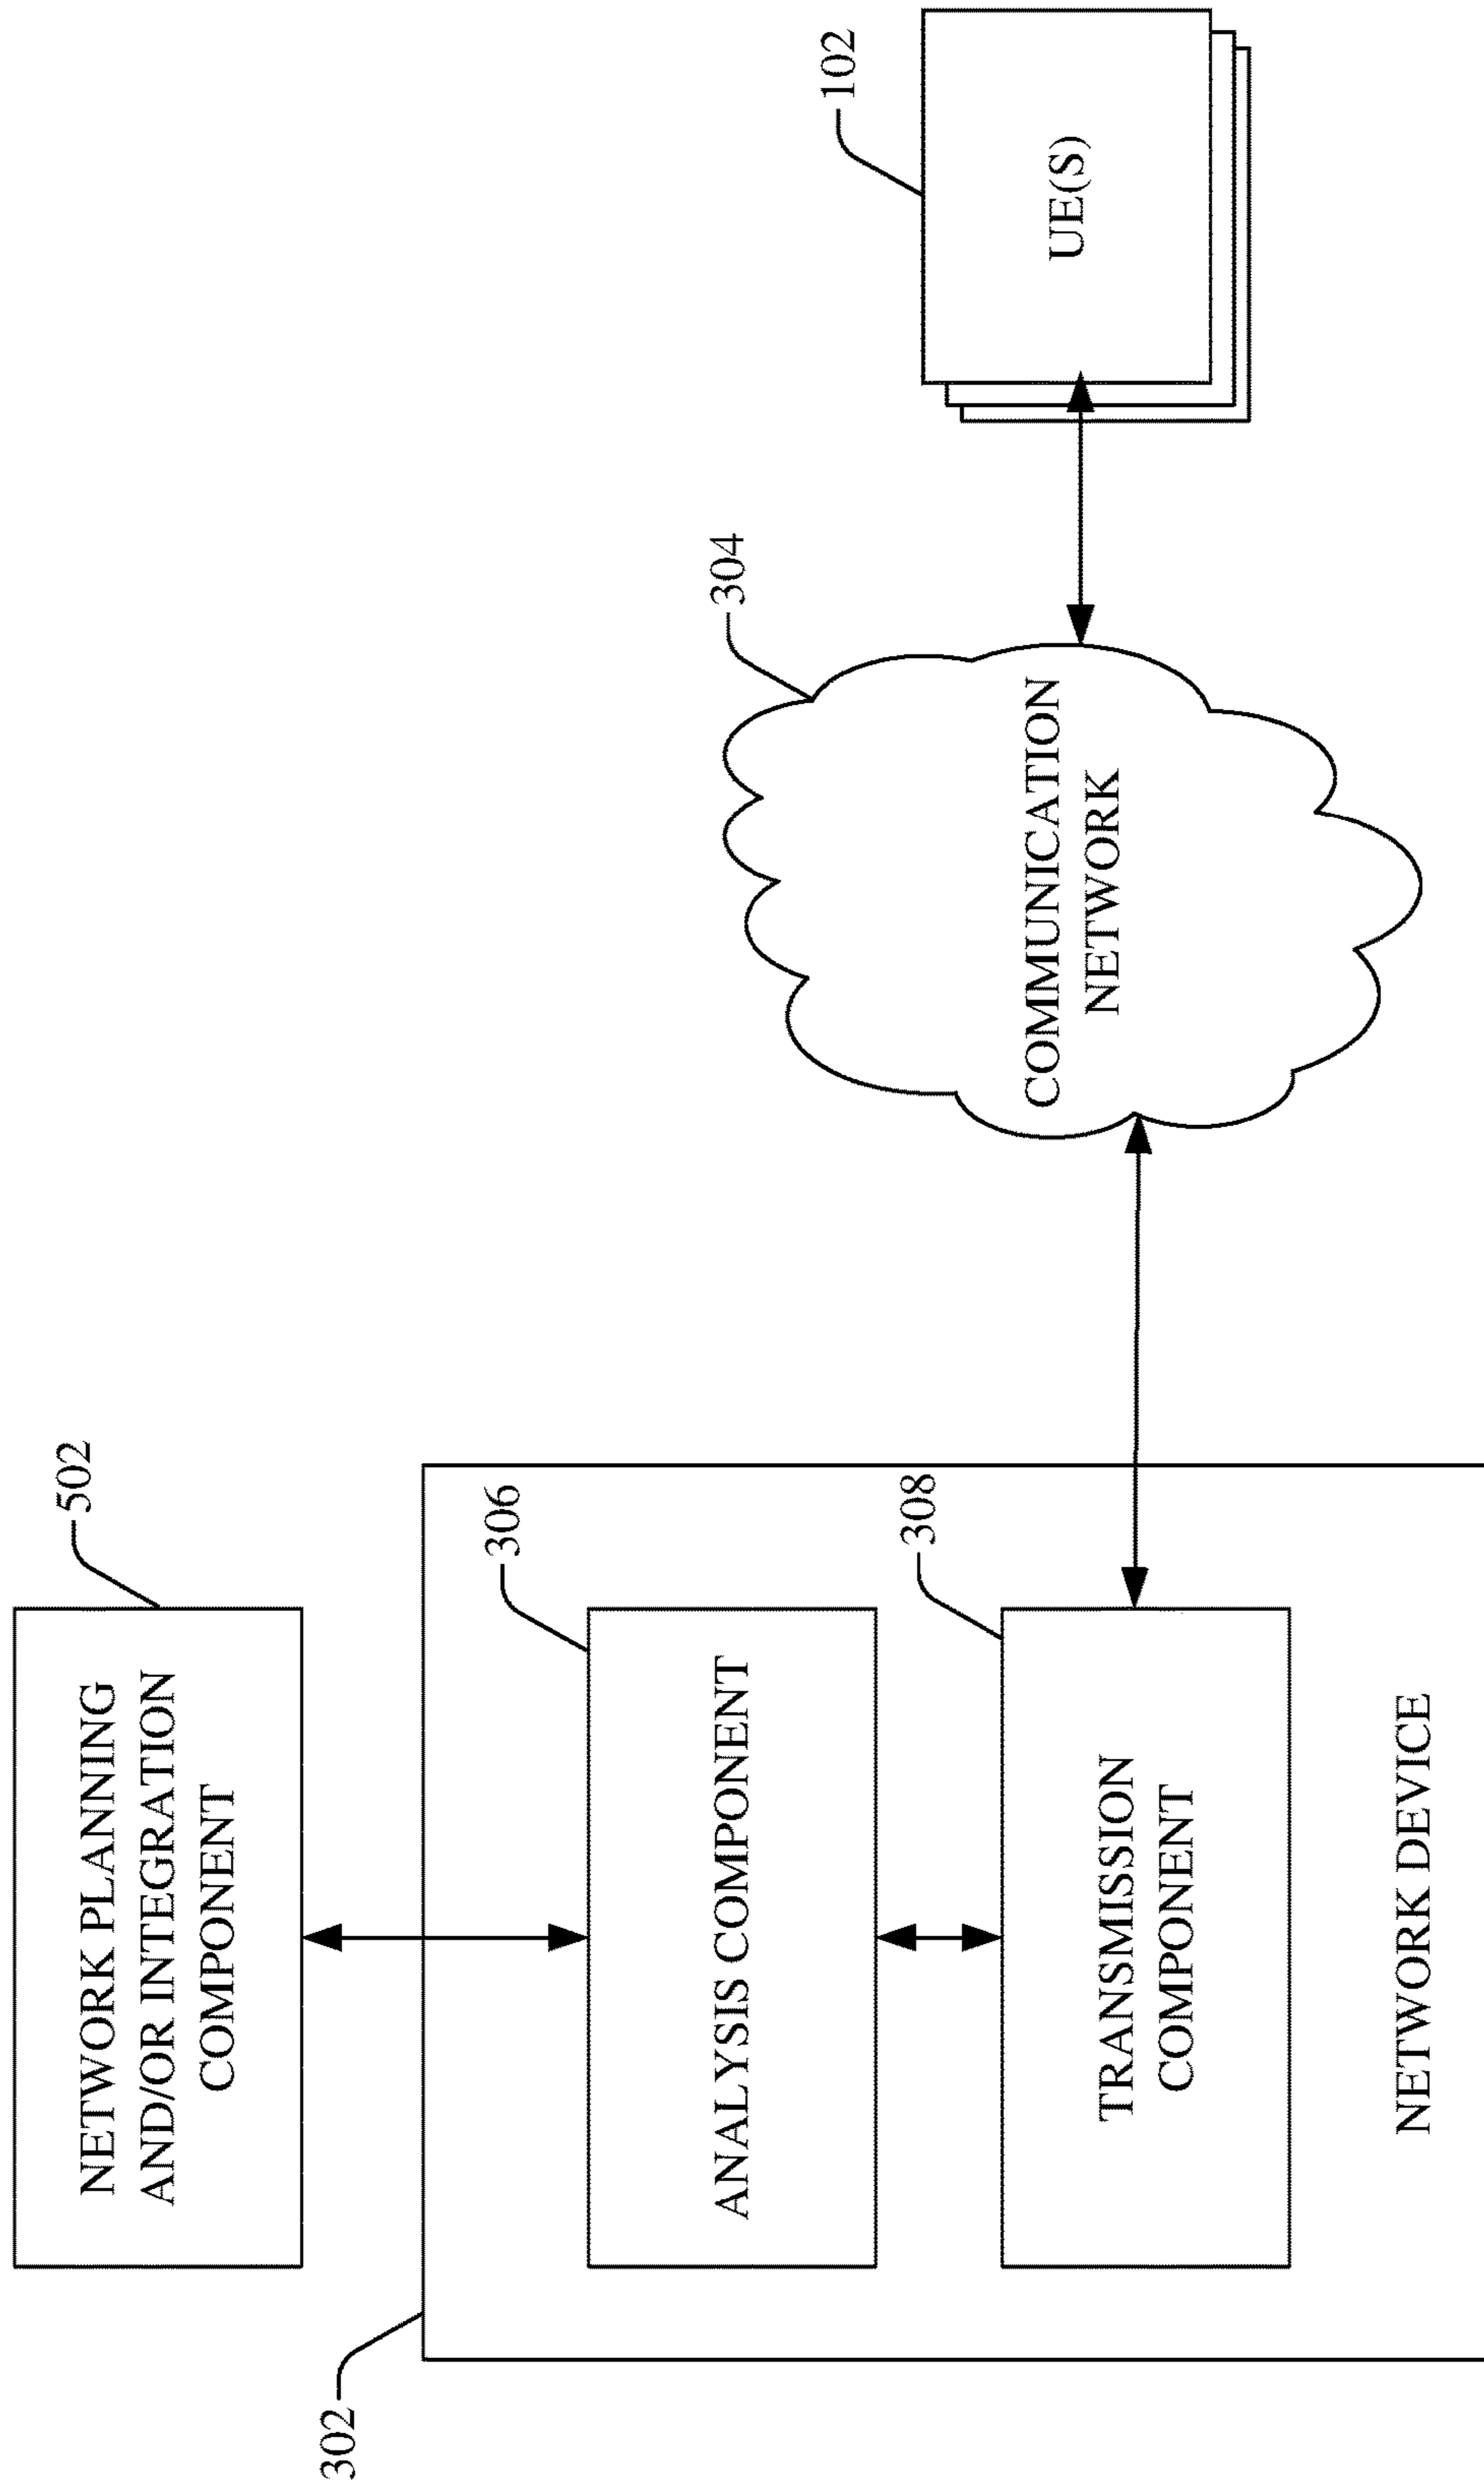 502
NETWORK PLANNING
AND/OR INTEGRATION
COMPONENT
302
306
ANALYSIS COMPONENT
308
TRANSMISSION
COMPONENT
NETWORK DEVICE
304
COMMUNICATION
NETWORK
102
UE(S)